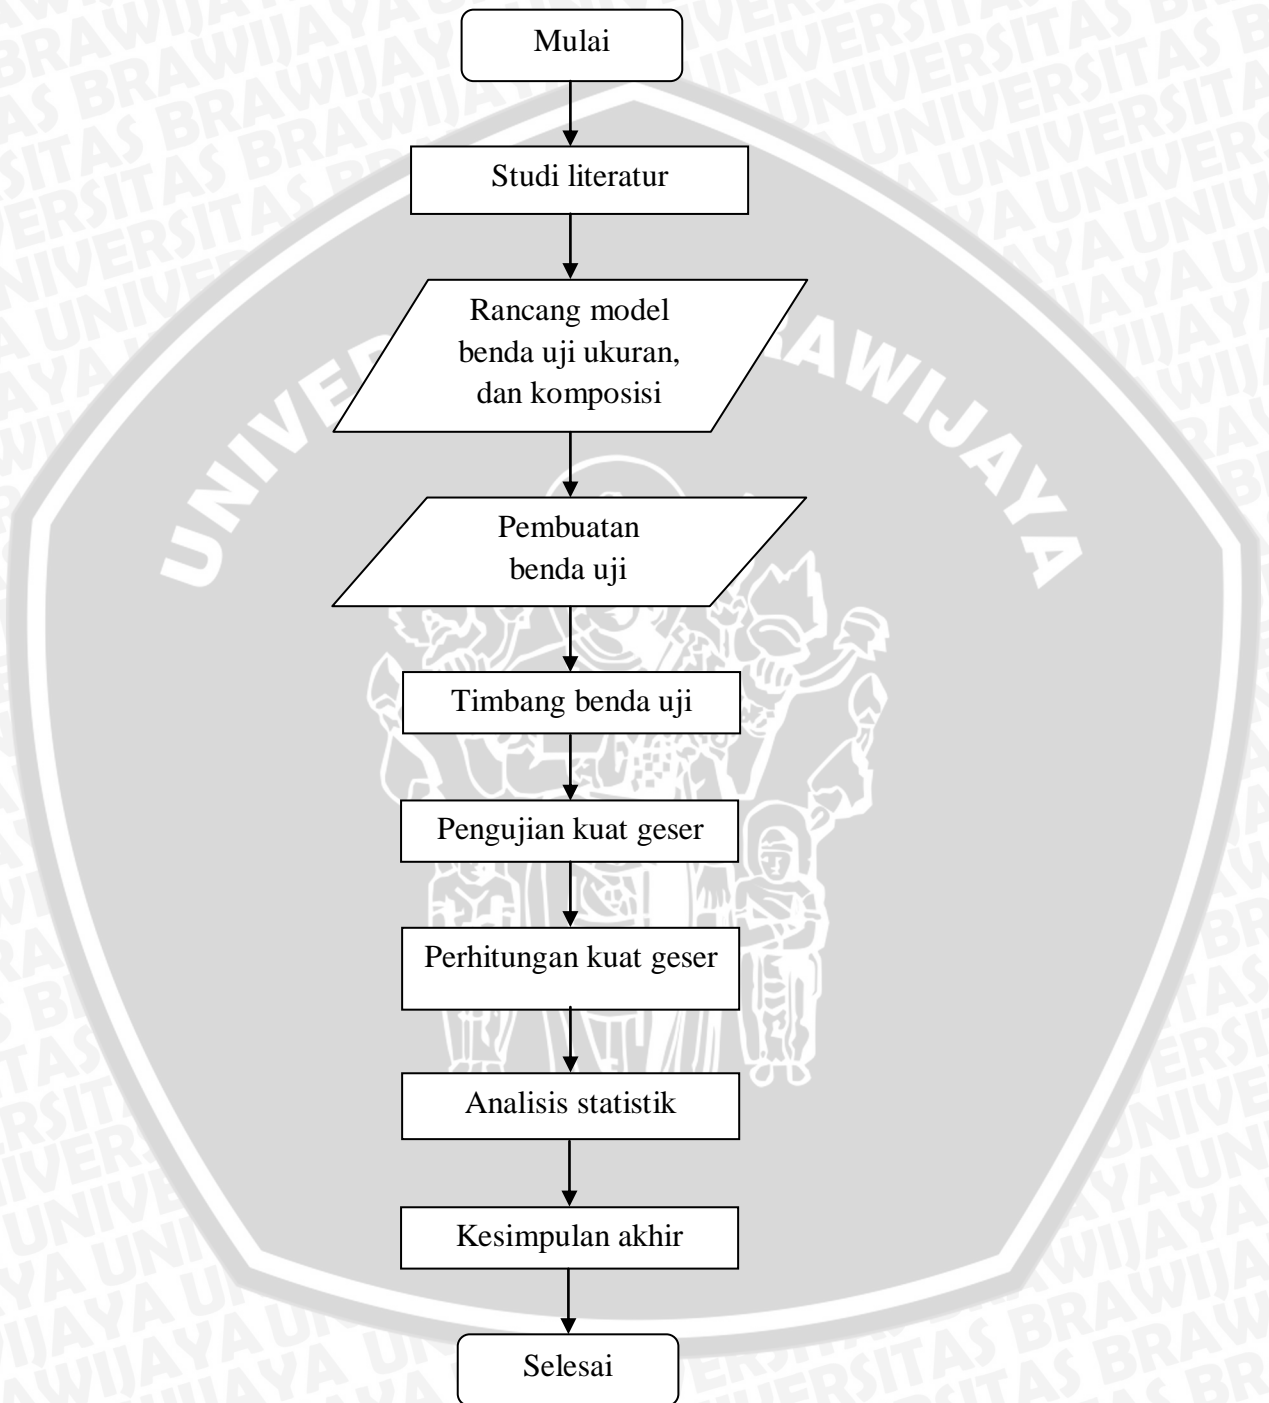 Mulai
Studi literatur
Rancang model
benda uji ukuran,
dan komposisi
Pembuatan
benda uji
Timbang benda uji
Pengujian kuat geser
Perhitungan kuat geser
Analisis statistik
Kesimpulan akhir
Selesai